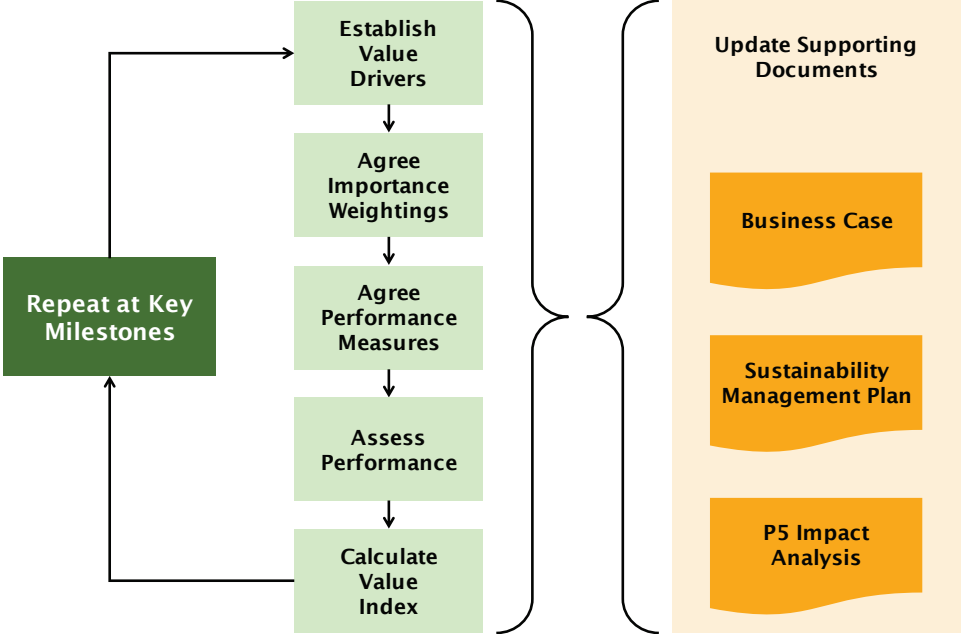 Establish
Value
Drivers
Agree
Importance
Weightings
Agree
Performance
Measures
Assess
Performance
Calculate
Value
Index
Repeat at Key
Milestones
Update Supporting
Documents
Business Case
Sustainability
Management Plan
P5 Impact
Analysis